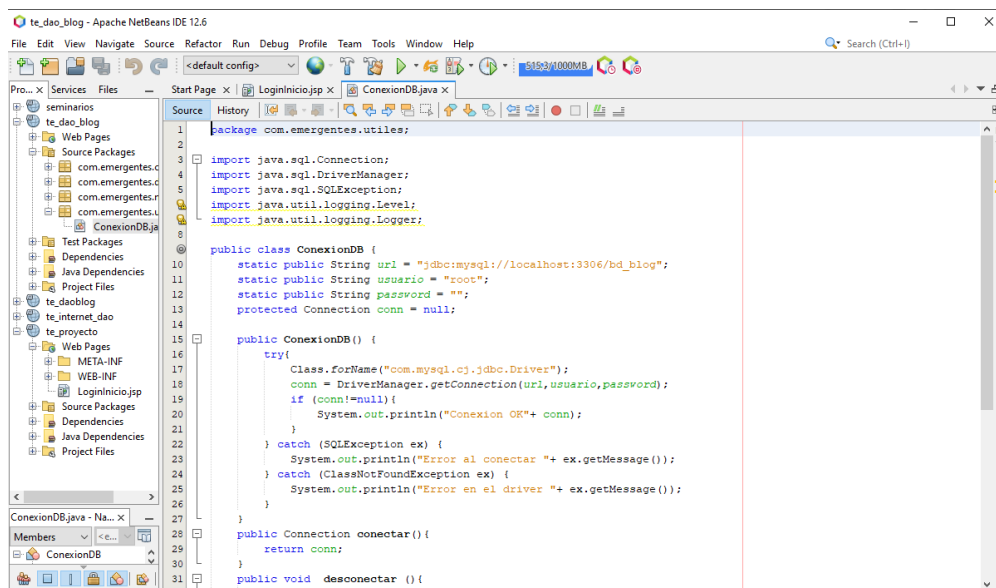 te_dao_blog - Apache NetBeans IDE 12.6
File Edit View Navigate Source Refactor Run Debug Profile Team Tools Window Help
Search (Ctrl+I)
<default config>
515,3/1000MB
Pro... Services Files
Start Page LoginInicio.jsp ConexionDB.java
Source History
seminarios
te_dao_blog
Web Pages
Source Packages
com.emergentes.c
com.emergentes.d
com.emergentes.m
com.emergentes.u
ConexionDB.ja
Test Packages
Dependencies
Java Dependencies
Project Files
te_daoblog
te_internet_dao
te_proyecto
Web Pages
META-INF
WEB-INF
LoginInicio.jsp
Source Packages
Dependencies
Java Dependencies
Project Files
ConexionDB.java - Na...
Members <e...
ConexionDB
1 package com.emergentes.utiles;
2
3 import java.sql.Connection;
4 import java.sql.DriverManager;
5 import java.sql.SQLException;
import java.util.logging.Level;
import java.util.logging.Logger;
8
public class ConexionDB {
10 static public String url = "jdbc:mysql://localhost:3306/bd_blog";
11 static public String usuario = "root";
12 static public String password = "";
13 protected Connection conn = null;
14
15 public ConexionDB() {
16 try{
17 Class.forName("com.mysql.cj.jdbc.Driver");
18 conn = DriverManager.getConnection(url,usuario,password);
19 if (conn!=null){
20 System.out.println("Conexion OK"+ conn);
21 }
22 } catch (SQLException ex) {
23 System.out.println("Error al conectar "+ ex.getMessage());
24 } catch (ClassNotFoundException ex) {
25 System.out.println("Error en el driver "+ ex.getMessage());
26 }
27 }
28 public Connection conectar(){
29 return conn;
30 }
31 public void desconectar (){